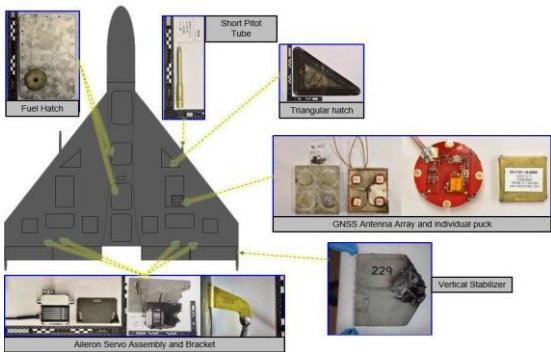 Short Pitot
Tube
Fuel Hatch
Triangular hatch
GNSS Antenna Array and individual puck
229
Vertical Stabilizer
Aileron Servo Assembly and Bracket